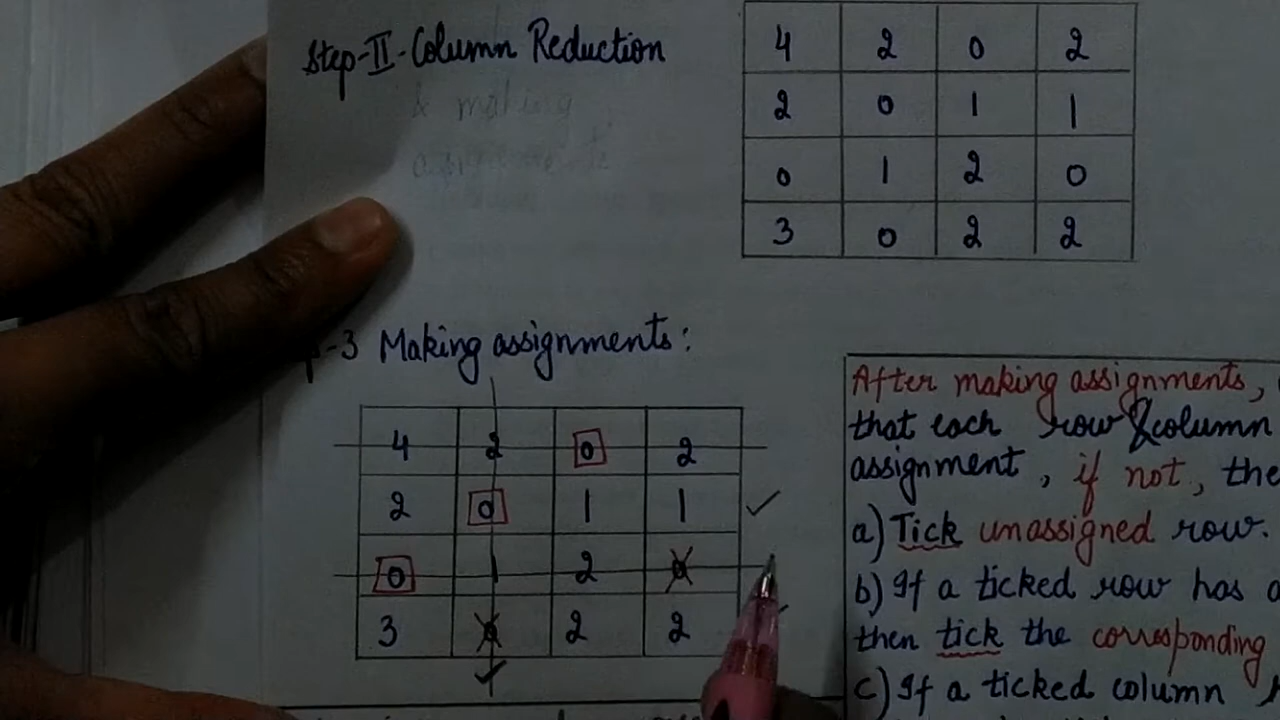 Step-II-Column Reduction
& making
4 2 0 2
2 0 1 1
0 1 2 0
3 0 2 2
-3 Making assignments:
4 2 0 2
2 0 1 1
0 1 2 0
3 0 2 2
After making assignments,
that each row & column
assignment, if not, the
a) Tick unassigned row.
b) If a ticked row has a
then tick the corresponding
c) If a ticked column